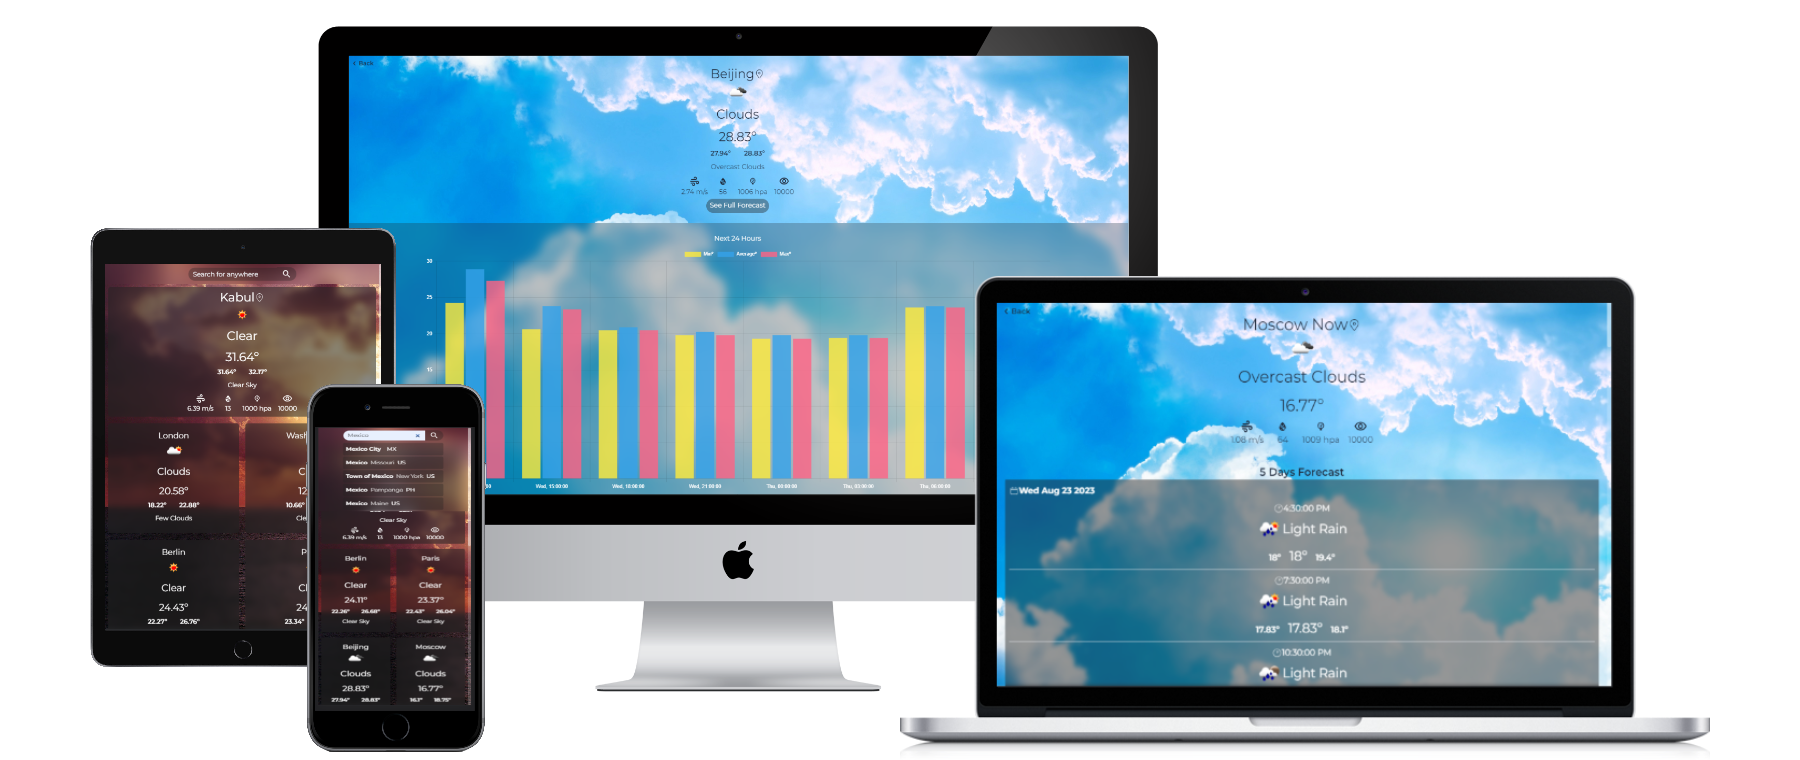 Back
Beijing
Clouds
28.83°
27.94° 28.83°
Overcast Clouds
2.74 m/s 56 1006 hpa 10000
See Full Forecast
Next 24 Hours
Min° Average° Max°
30
25
20
15
Wed, 15:00:00 Wed, 18:00:00 Wed, 21:00:00 Thu, 00:00:00 Thu, 03:00:00 Thu, 06:00:00
Search for anywhere
Kabul
Clear
31.64°
31.64° 32.17°
Clear Sky
6.39 m/s 13 1000 hpa 10000
London Wash
Clouds C
20.58° 12
18.22° 22.88° 10.66°
Few Clouds Cle
Berlin P
Clear C
24.43° 24
22.27° 26.76° 23.34°
Mexico
Mexico City MX
Mexico Missouri US
Town of Mexico New York US
Mexico Pampanga PH
Mexico Maine US
Clear Sky
6.39 m/s 13 1000 hpa 10000
Berlin Paris
Clear Clear
24.11° 23.37°
22.26° 26.68° 22.43° 26.04°
Clear Sky Clear Sky
Beijing Moscow
Clouds Clouds
28.83° 16.77°
27.94° 28.83° 16.1° 18.75°
Back
Moscow Now
Overcast Clouds
16.77°
1.08 m/s 64 1009 hpa 10000
5 Days Forecast
Wed Aug 23 2023
4:30:00 PM
Light Rain
18° 18° 19.4°
7:30:00 PM
Light Rain
17.83° 17.83° 18.1°
10:30:00 PM
Light Rain